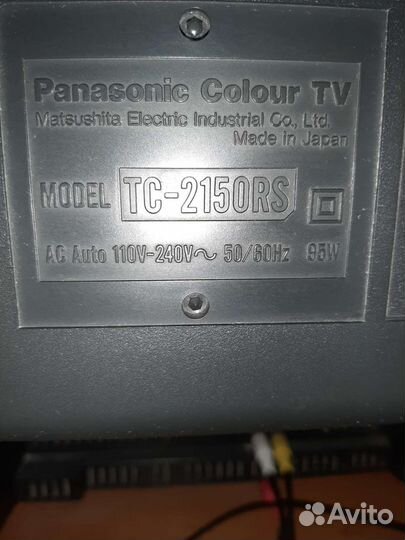 Panasonic Colour TV
Matsushita Electric Industrial Co., Ltd.
Made in Japan
MODEL TC-2150RS
AC Auto 110V-240V~ 50/60Hz 95W
Avito